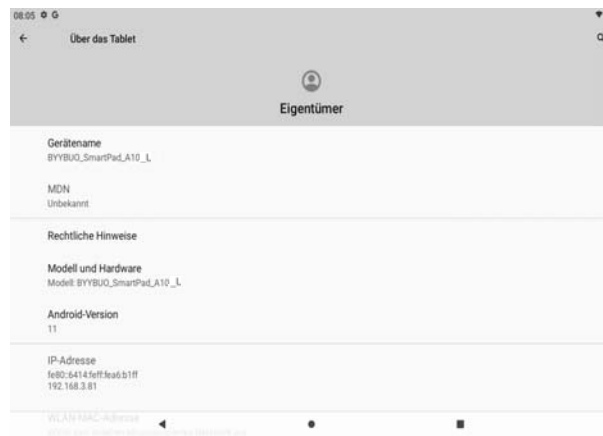 08:05 G
Über das Tablet
Eigentümer
Gerätename
BYYBUO_SmartPad_A10_L
MDN
Unbekannt
Rechtliche Hinweise
Modell und Hardware
Modell: BYYBUO_SmartPad_A10_L
Android-Version
11
IP-Adresse
fe80::6414:feff:fea6:b1ff
192.168.3.81
WLAN-MAC-Adresse